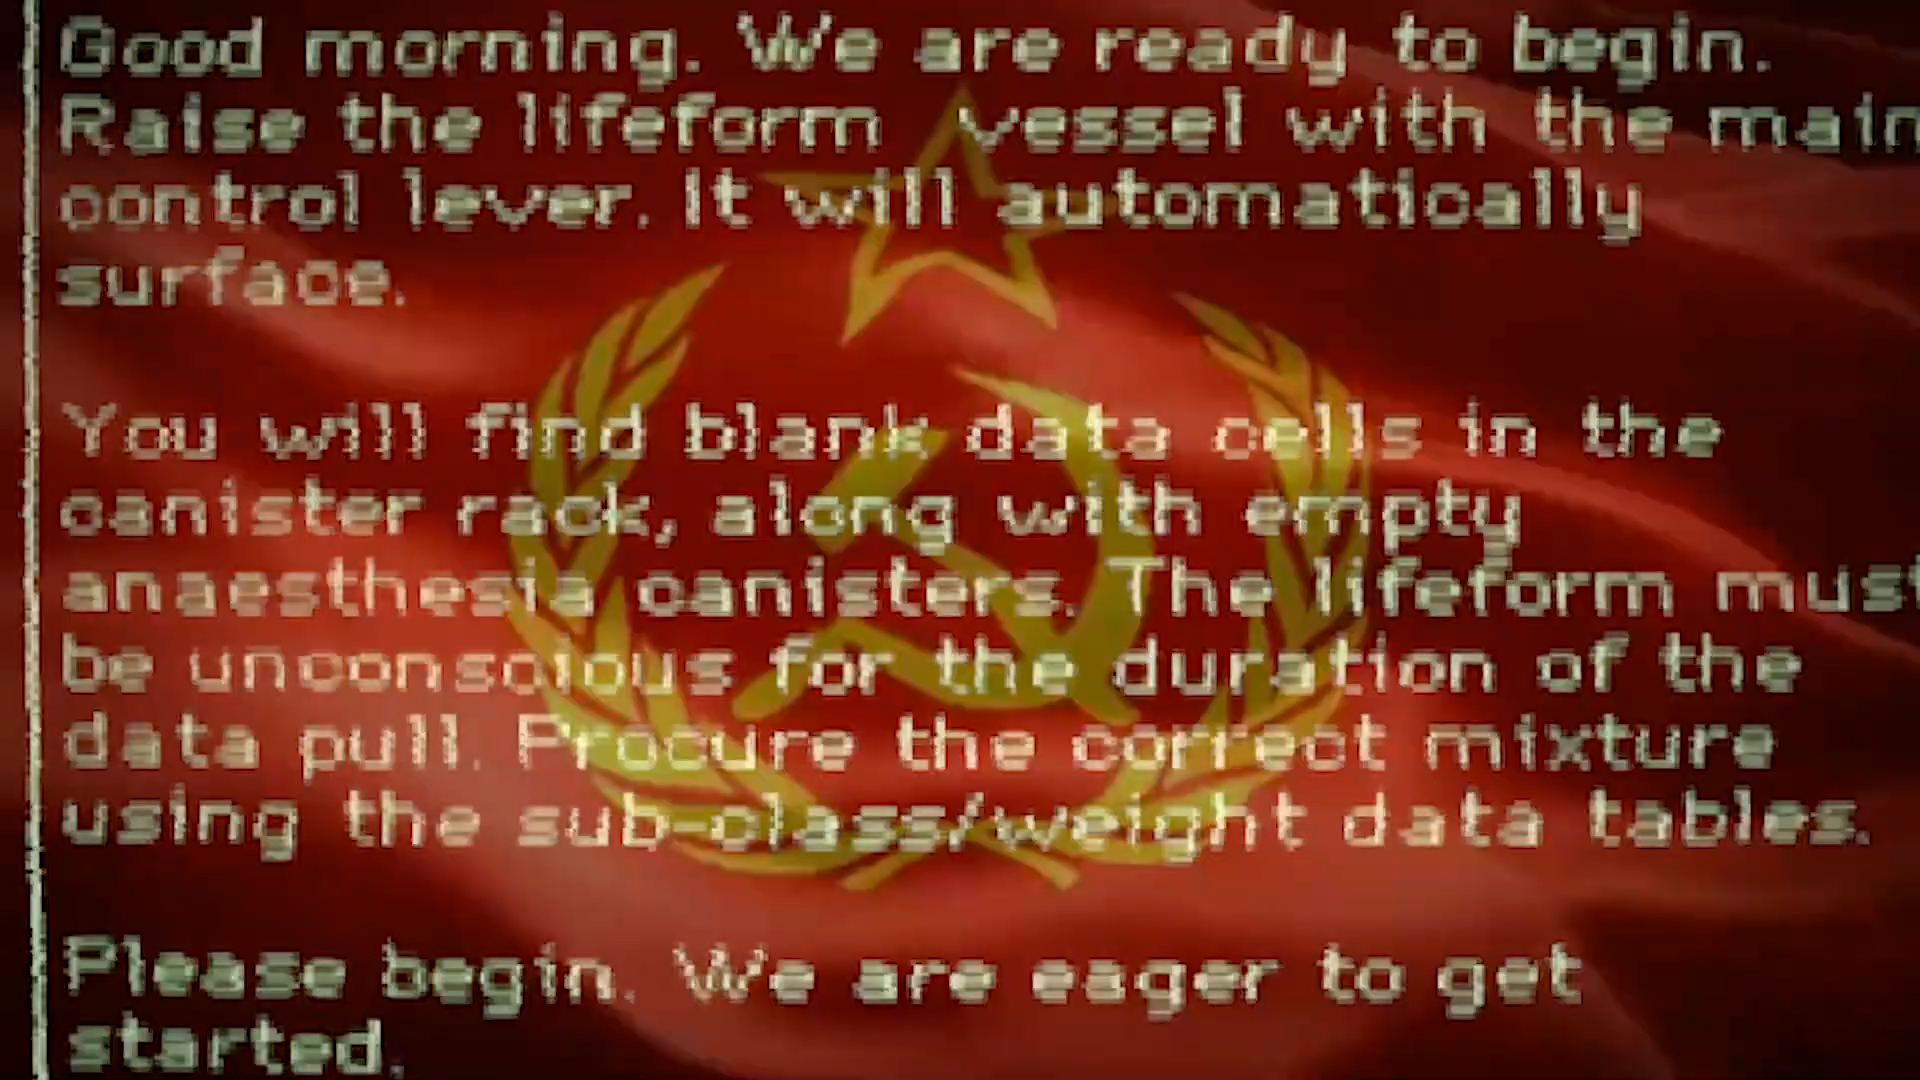 Good morning. We are ready to begin.
Raise the lifeform vessel with the main
control lever. It will automatically
surface.
You will find blank data cells in the
canister rack, along with empty
anaesthesia canisters. The lifeform must
be unconscious for the duration of the
data pull. Procure the correct mixture
using the sub-class/weight data tables.
Please begin. We are eager to get
started.